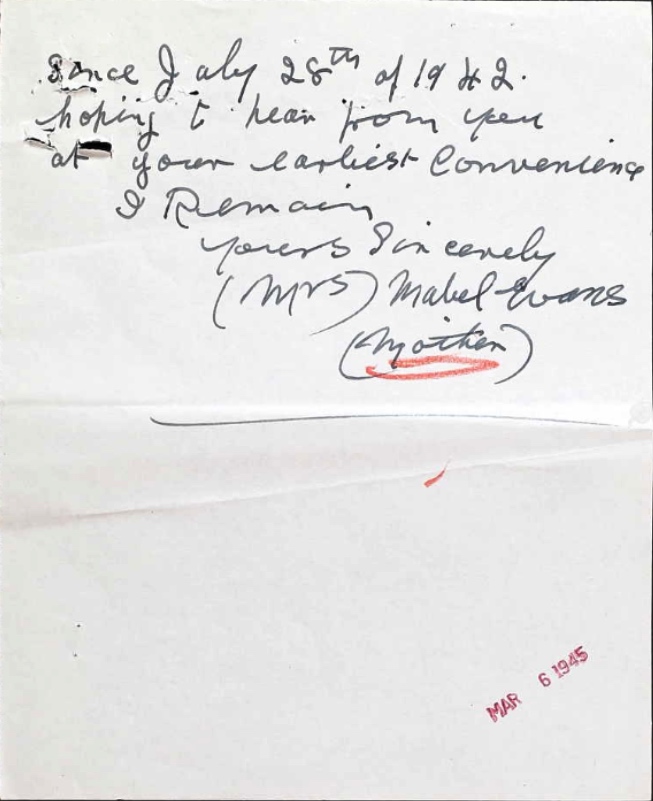 Since July 28th of 1942.
hoping to hear from you
at your earliest Convenience
I Remain
yours Sincerely
(Mrs) Mabel Evans
(Mother)
MAR 6 1945